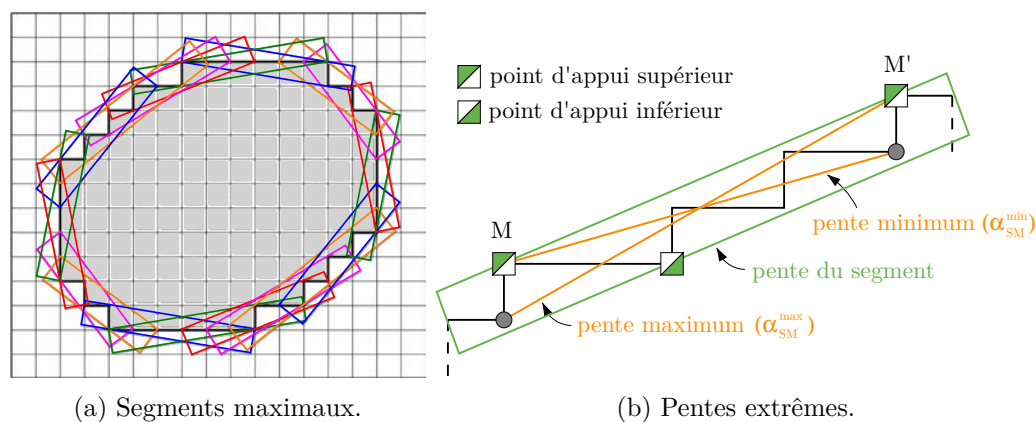 point d'appui supérieur
point d'appui inférieur
M'
M
pente minimum (α_SM^min)
pente du segment
pente maximum (α_SM^max)
(a) Segments maximaux.
(b) Pentes extrêmes.